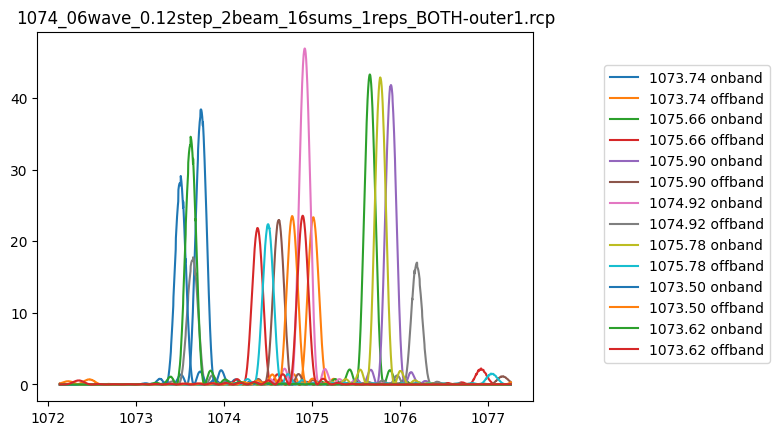 1074_06wave_0.12step_2beam_16sums_1reps_BOTH-outer1.rcp
40
30
20
10
0
1072 1073 1074 1075 1076 1077
1073.74 onband
1073.74 offband
1075.66 onband
1075.66 offband
1075.90 onband
1075.90 offband
1074.92 onband
1074.92 offband
1075.78 onband
1075.78 offband
1073.50 onband
1073.50 offband
1073.62 onband
1073.62 offband